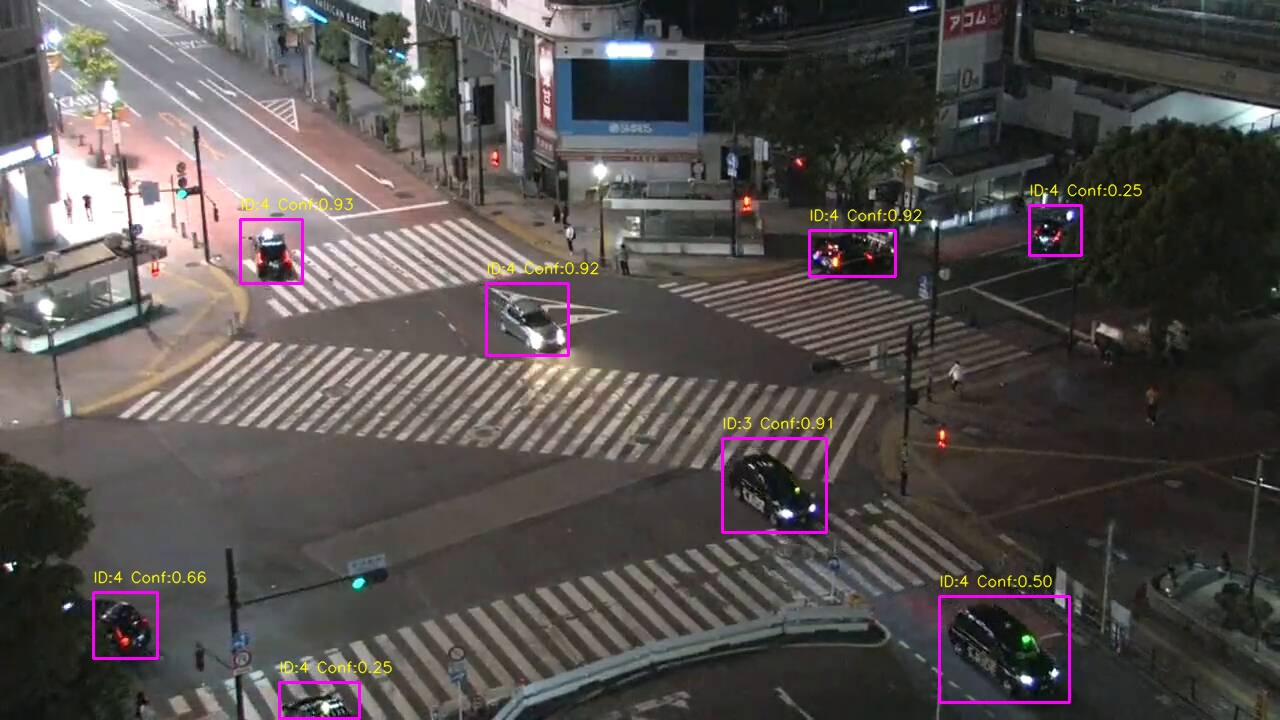 AMERICAN EAGLE
アコム
ID:4 Conf:0.25
ID:4 Conf:0.93
ID:4 Conf:0.92
ID:4 Conf:0.92
ID:3 Conf:0.91
ID:4 Conf:0.66
ID:4 Conf:0.50
ID:4 Conf:0.25